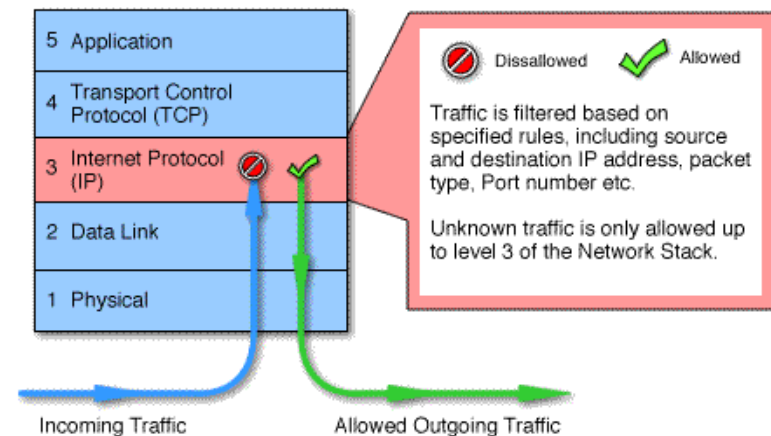 5 Application
4 Transport Control
Protocol (TCP)
3 Internet Protocol
(IP)
2 Data Link
1 Physical
Dissallowed
Allowed
Traffic is filtered based on
specified rules, including source
and destination IP address, packet
type, Port number etc.
Unknown traffic is only allowed up
to level 3 of the Network Stack.
Incoming Traffic
Allowed Outgoing Traffic